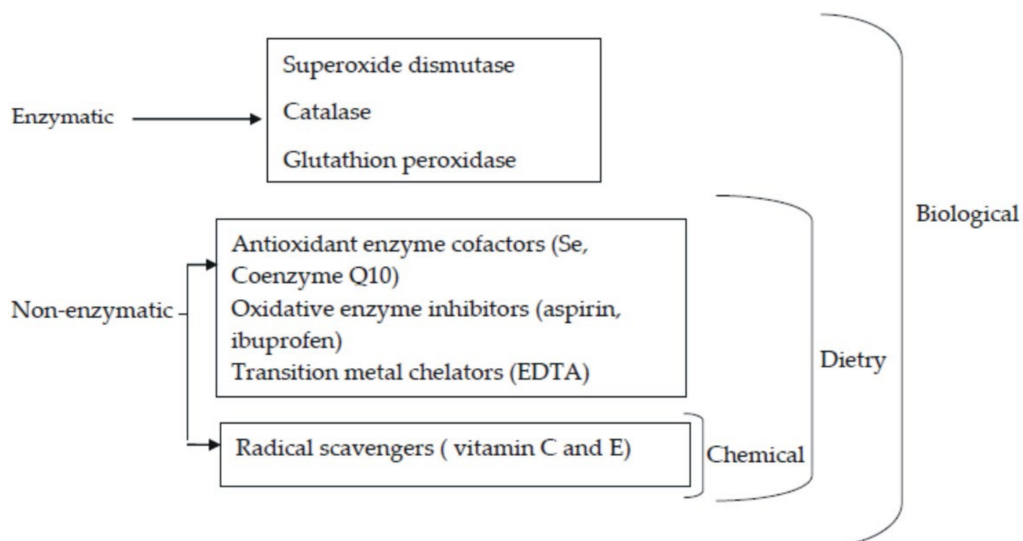 Enzymatic
Superoxide dismutase
Catalase
Glutathion peroxidase
Biological
Non-enzymatic
Antioxidant enzyme cofactors (Se,
Coenzyme Q10)
Oxidative enzyme inhibitors (aspirin,
ibuprofen)
Transition metal chelators (EDTA)
Dietry
Radical scavengers ( vitamin C and E)
Chemical